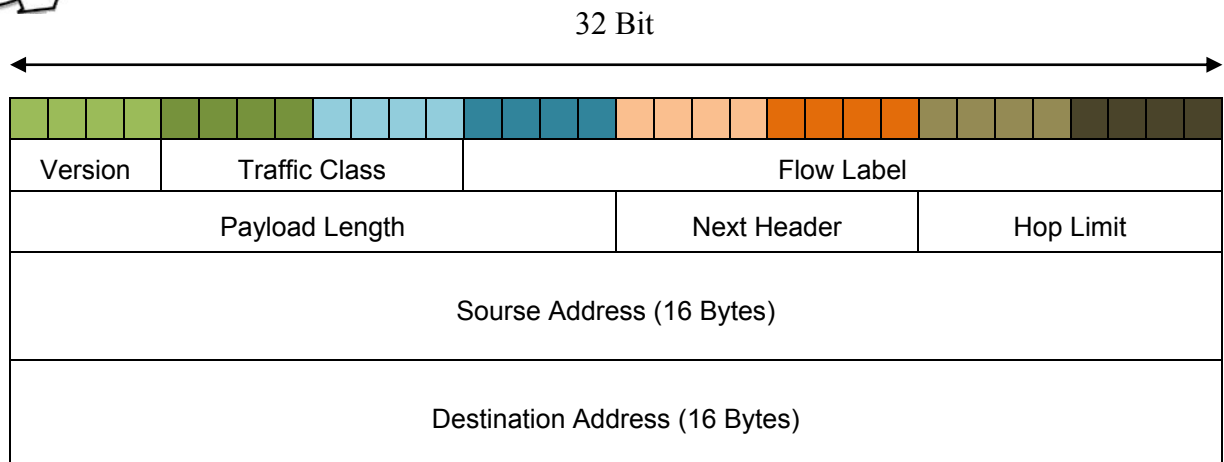 32 Bit
Version Traffic Class Flow Label
Payload Length Next Header Hop Limit
Sourse Address (16 Bytes)
Destination Address (16 Bytes)